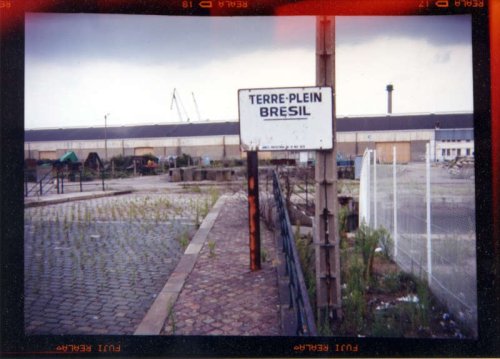 TERRE-PLEIN
BRESIL
FUJI REALA
FUJI REALA